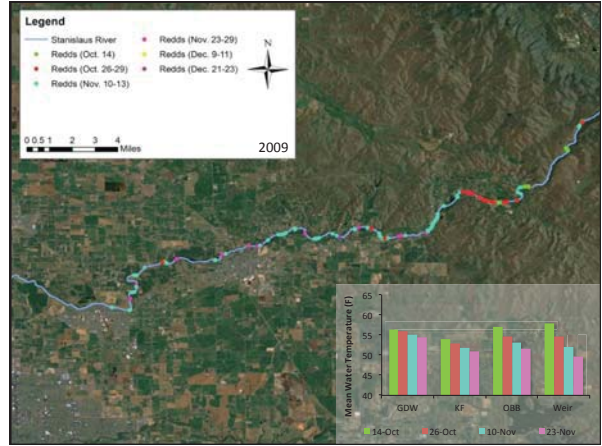 Legend
Stanislaus River
Redds (Oct. 14)
Redds (Oct. 26-29)
Redds (Nov. 10-13)
Redds (Nov. 23-29)
Redds (Dec. 9-11)
Redds (Dec. 21-23)
N
0 0.5 1 2 3 4
Miles
2009
Mean Water Temperature (F)
65
60
55
50
45
40
GDW KF OBB Weir
14-Oct 26-Oct 10-Nov 23-Nov